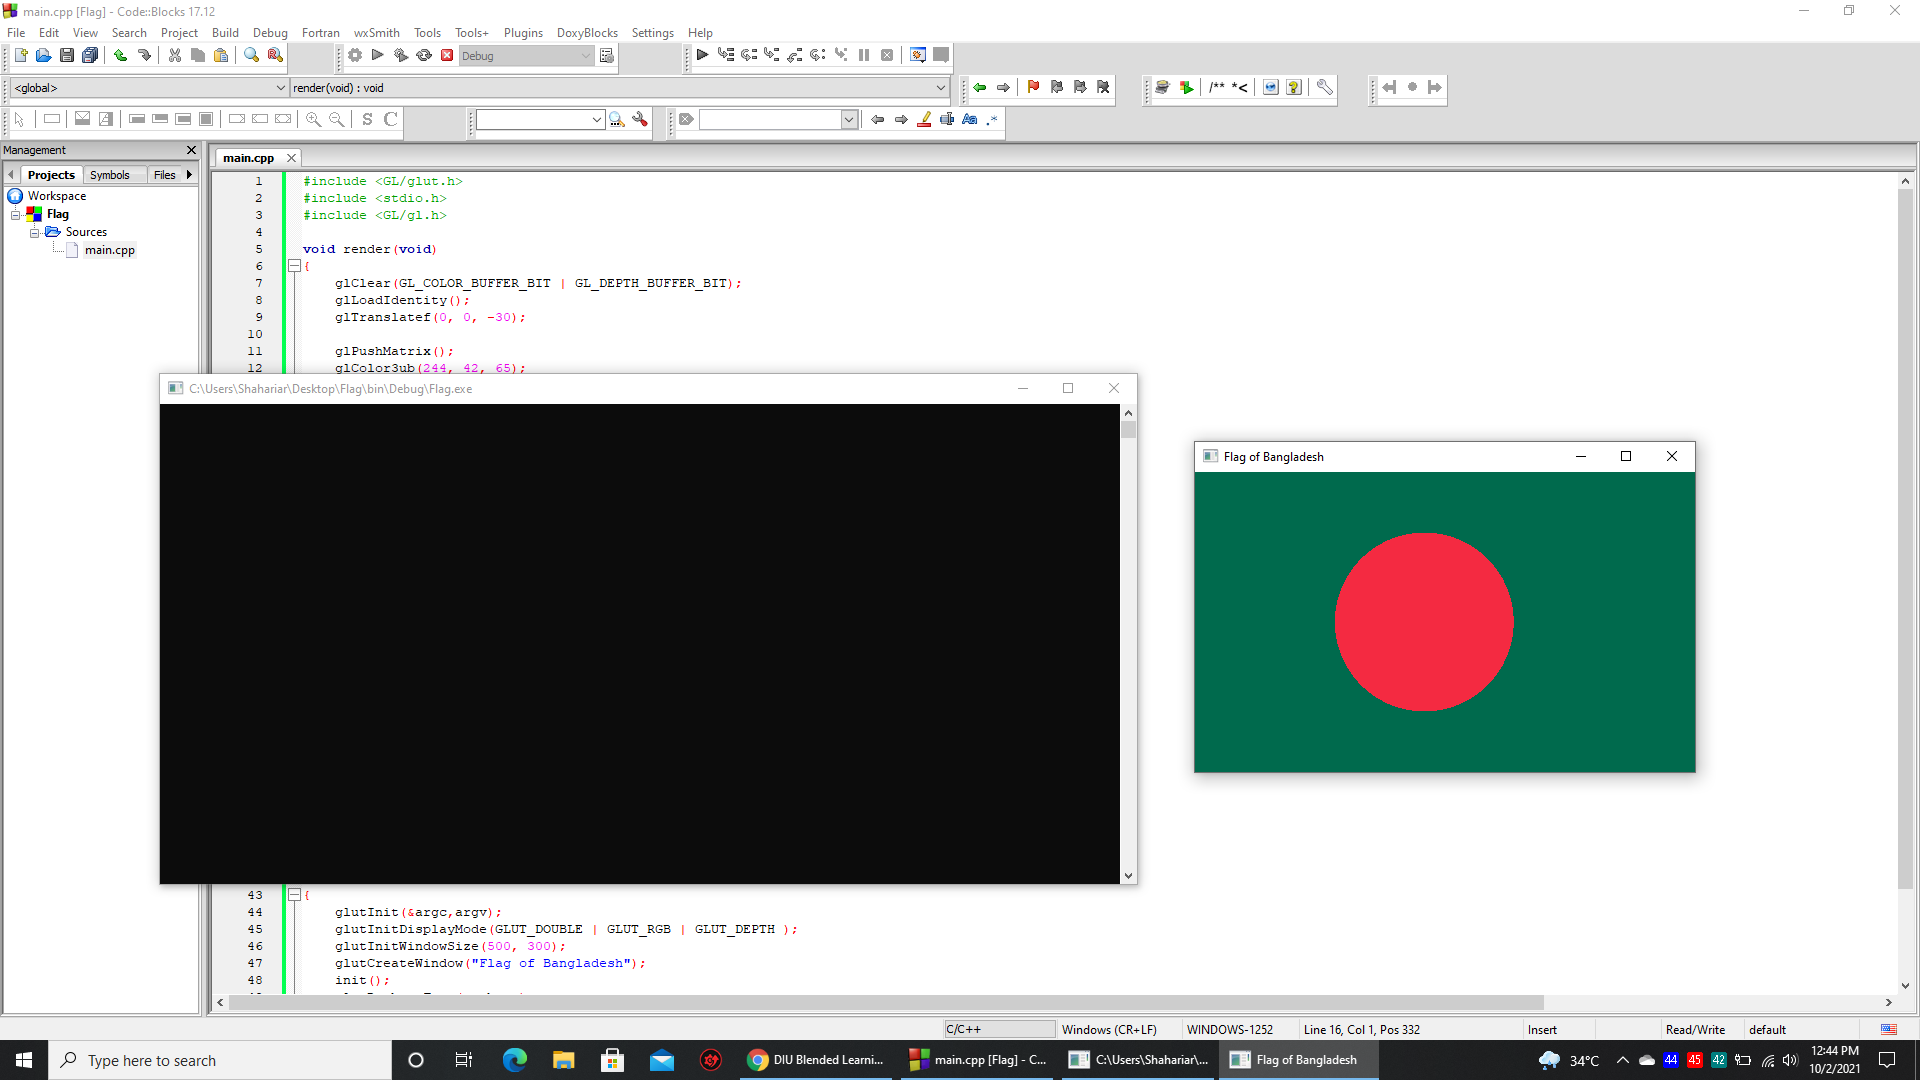 main.cpp [Flag] - Code::Blocks 17.12
File Edit View Search Project Build Debug Fortran wxSmith Tools Tools+ Plugins DoxyBlocks Settings Help
Debug
<global> render(void) : void
/** *<
S C
Aa .*
Management
Projects Symbols Files
main.cpp
Workspace
Flag
Sources
main.cpp
1 #include <GL/glut.h>
2 #include <stdio.h>
3 #include <GL/gl.h>
4
5 void render(void)
6 {
7 glClear(GL_COLOR_BUFFER_BIT | GL_DEPTH_BUFFER_BIT);
8 glLoadIdentity();
9 glTranslatef(0, 0, -30);
10
11 glPushMatrix();
12 glColor3ub(244, 42, 65);
C:\Users\Shahariar\Desktop\Flag\bin\Debug\Flag.exe
Flag of Bangladesh
43 {
44 glutInit(&argc,argv);
45 glutInitDisplayMode(GLUT_DOUBLE | GLUT_RGB | GLUT_DEPTH );
46 glutInitWindowSize(500, 300);
47 glutCreateWindow("Flag of Bangladesh");
48 init();
C/C++ Windows (CR+LF) WINDOWS-1252 Line 16, Col 1, Pos 332 Insert Read/Write default
Type here to search
DIU Blended Learni...
main.cpp [Flag] - C...
C:\Users\Shahariar\...
Flag of Bangladesh
34°C
44 45 42
12:44 PM
10/2/2021